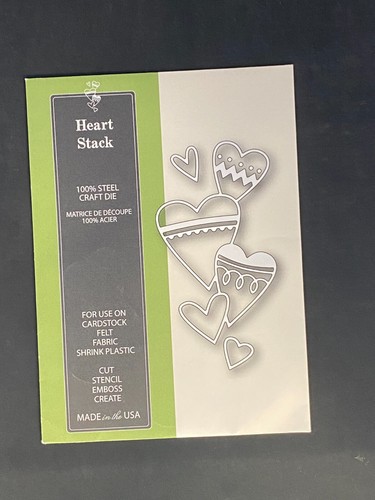 Heart
Stack
100% STEEL
CRAFT DIE
MATRICE DE DÉCOUPE
100% ACIER
FOR USE ON
CARDSTOCK
FELT
FABRIC
SHRINK PLASTIC
CUT
STENCIL
EMBOSS
CREATE
MADE in the USA